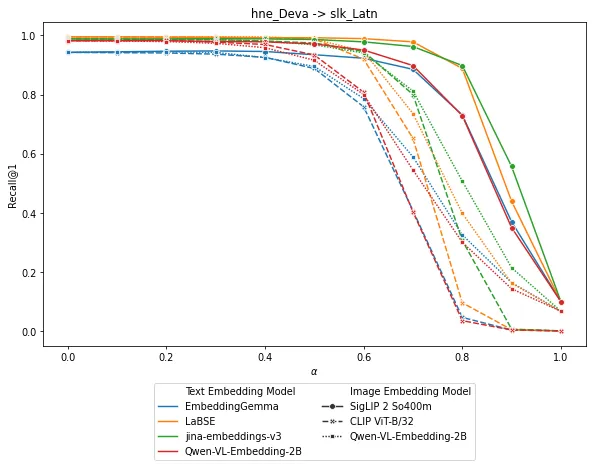 hne_Deva -> slk_Latn
1.0
0.8
0.6
0.4
0.2
0.0
Recall@1
0.0 0.2 0.4 0.6 0.8 1.0
α
Text Embedding Model
EmbeddingGemma
LaBSE
jina-embeddings-v3
Qwen-VL-Embedding-2B
Image Embedding Model
SigLIP 2 So400m
CLIP ViT-B/32
Qwen-VL-Embedding-2B